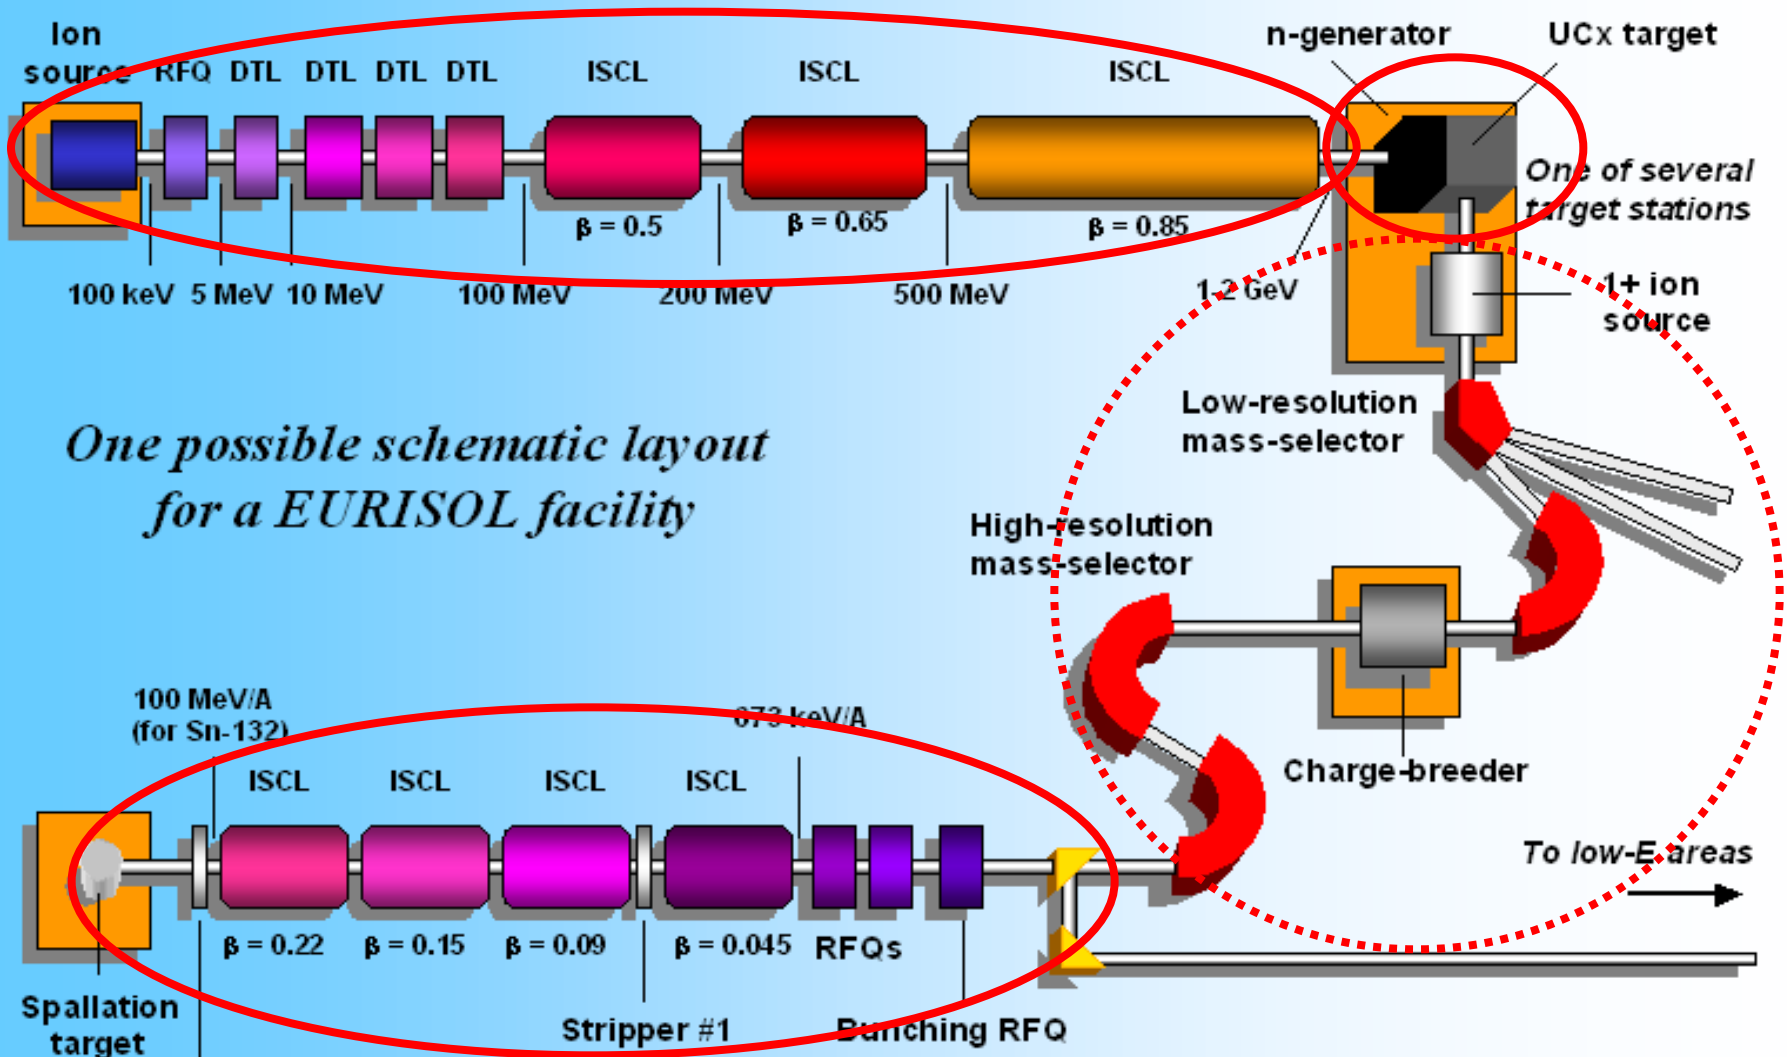 Ion
source
RFQ DTL DTL DTL DTL ISCL ISCL ISCL
n-generator UCx target
One of several
target stations
β = 0.5 β = 0.65 β = 0.85
100 keV 5 MeV 10 MeV 100 MeV 200 MeV 500 MeV 1-2 GeV
1+ ion
source
Low-resolution
mass-selector
One possible schematic layout
for a EURISOL facility
High-resolution
mass-selector
Charge-breeder
100 MeV/A
(for Sn-132)
keV/A
ISCL ISCL ISCL ISCL
To low-E areas
β = 0.22 β = 0.15 β = 0.09 β = 0.045 RFQs
Spallation
target
Stripper #1 Bunching RFQ